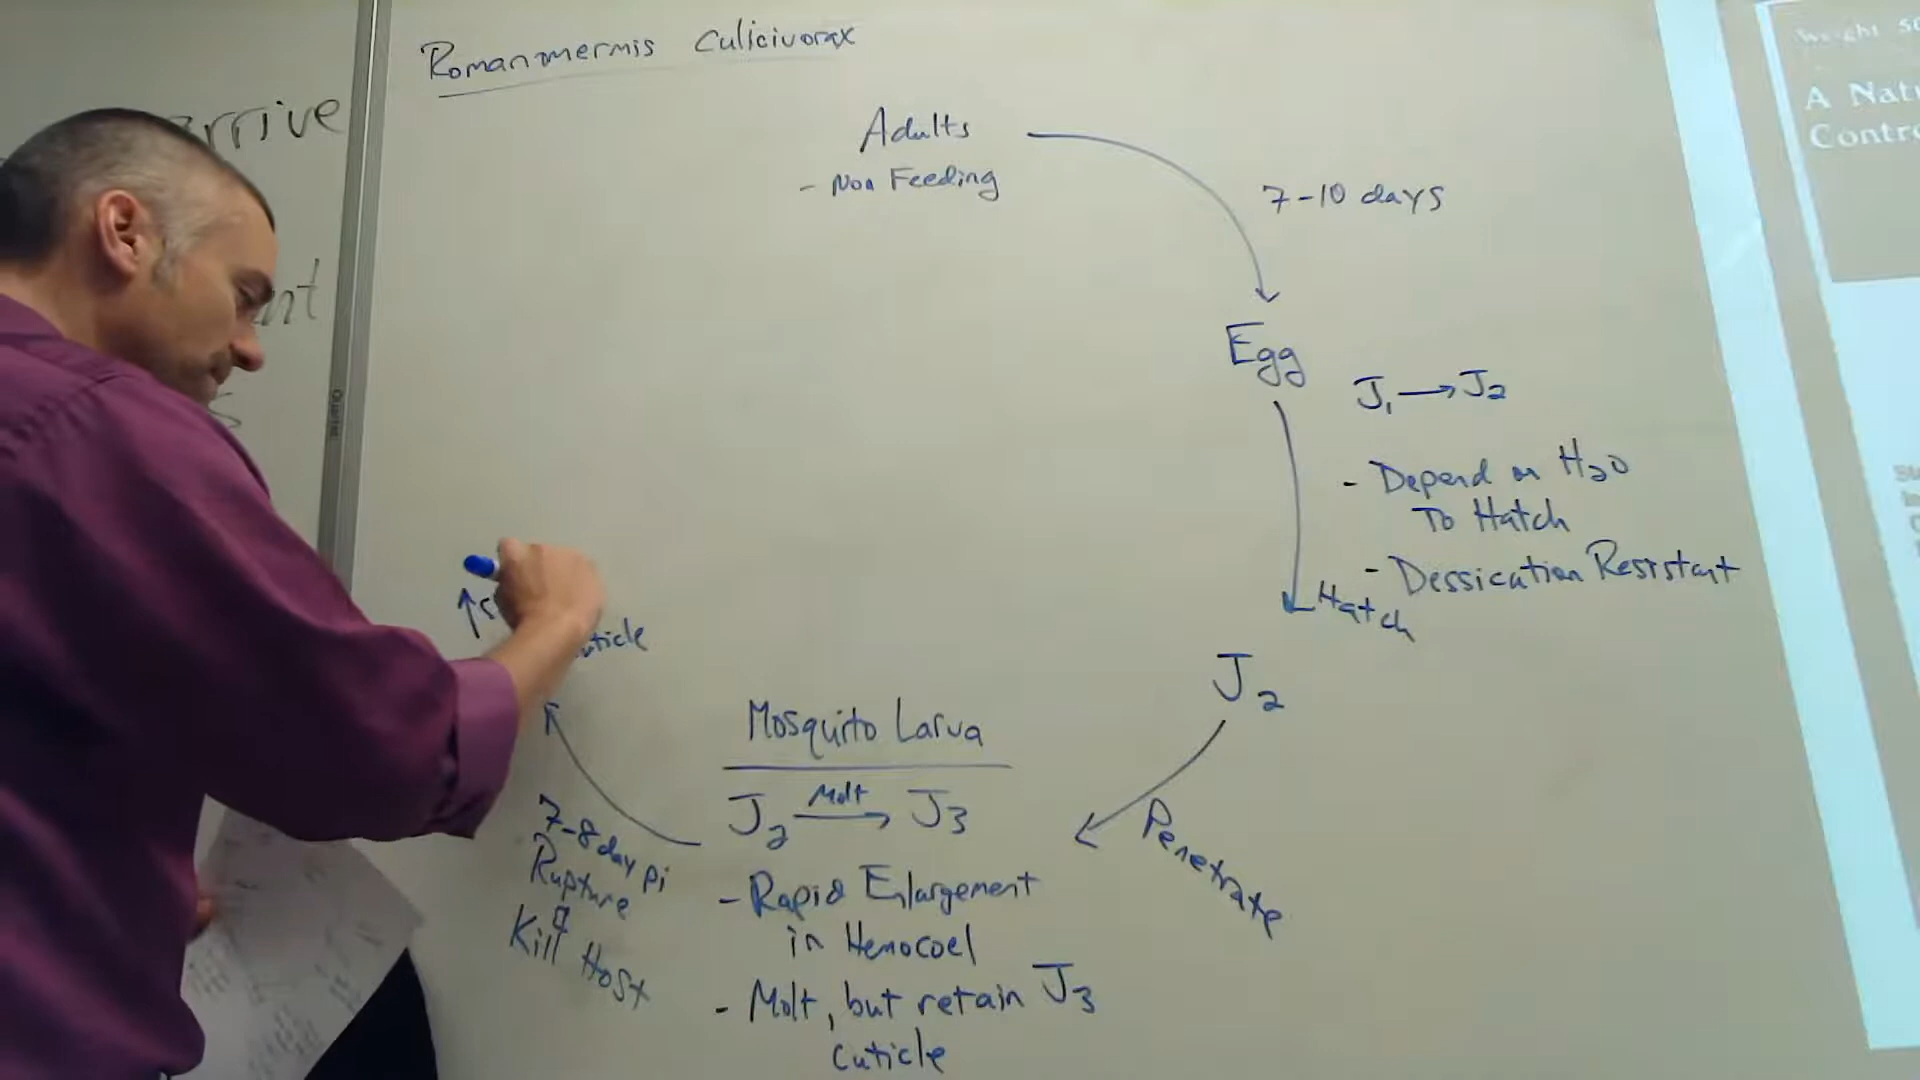 Romanomermis Culicivorax
Adults
- Non Feeding
7-10 days
Egg
J1 → J2
- Depend on H2O
To Hatch
- Dessication Resistant
Hatch
J2
Penetrate
Mosquito Larva
J2 Molt → J3
- Rapid Enlargement
in Hemocoel
- Molt, but retain J3
Cuticle
7-8 day pi
Rupture
Kill Host
A
Quartet